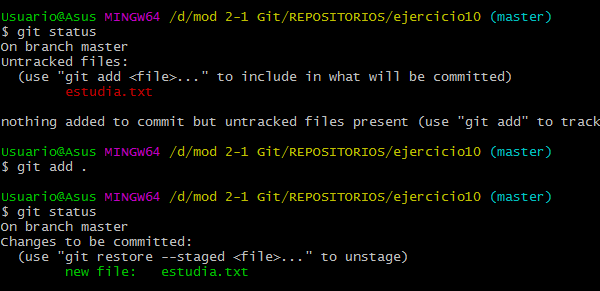 Usuario@Asus MINGW64 /d/mod 2-1 Git/REPOSITORIOS/ejercicio10 (master)
$ git status
On branch master
Untracked files:
  (use "git add <file>..." to include in what will be committed)
        estudia.txt

nothing added to commit but untracked files present (use "git add" to track

Usuario@Asus MINGW64 /d/mod 2-1 Git/REPOSITORIOS/ejercicio10 (master)
$ git add .

Usuario@Asus MINGW64 /d/mod 2-1 Git/REPOSITORIOS/ejercicio10 (master)
$ git status
On branch master
Changes to be committed:
  (use "git restore --staged <file>..." to unstage)
        new file:   estudia.txt